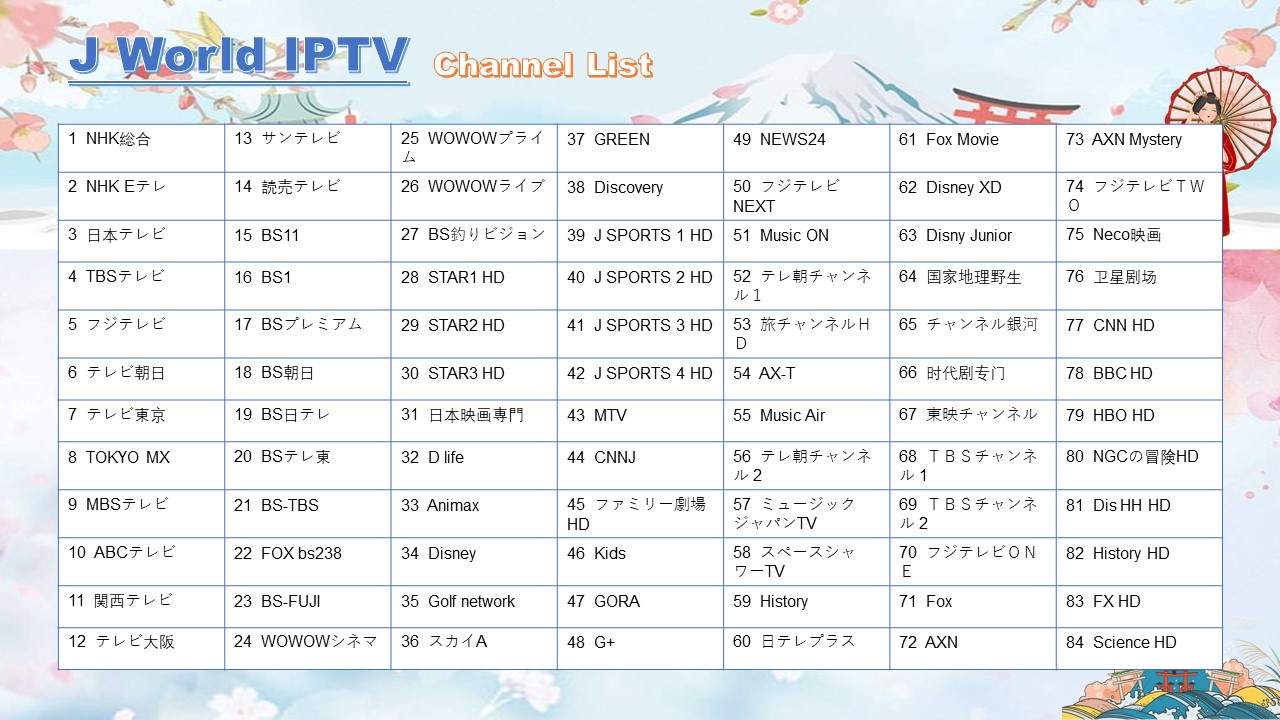 J World IPTV Channel List
1 NHK総合
2 NHK Eテレ
3 日本テレビ
4 TBSテレビ
5 フジテレビ
6 テレビ朝日
7 テレビ東京
8 TOKYO MX
9 MBSテレビ
10 ABCテレビ
11 関西テレビ
12 テレビ大阪
13 サンテレビ
14 読売テレビ
15 BS11
16 BS1
17 BSプレミアム
18 BS朝日
19 BS日テレ
20 BSテレ東
21 BS-TBS
22 FOX bs238
23 BS-FUJI
24 WOWOWシネマ
25 WOWOWプライ
ム
26 WOWOWライブ
27 BS釣りビジョン
28 STAR1 HD
29 STAR2 HD
30 STAR3 HD
31 日本映画専門
32 D life
33 Animax
34 Disney
35 Golf network
36 スカイA
37 GREEN
38 Discovery
39 J SPORTS 1 HD
40 J SPORTS 2 HD
41 J SPORTS 3 HD
42 J SPORTS 4 HD
43 MTV
44 CNNJ
45 ファミリー劇場
HD
46 Kids
47 GORA
48 G+
49 NEWS24
50 フジテレビ
NEXT
51 Music ON
52 テレ朝チャンネ
ル１
53 旅チャンネルＨ
Ｄ
54 AX-T
55 Music Air
56 テレ朝チャンネ
ル２
57 ミュージック
ジャパンTV
58 スペースシャ
ワーTV
59 History
60 日テレプラス
61 Fox Movie
62 Disney XD
63 Disny Junior
64 国家地理野生
65 チャンネル銀河
66 时代剧专门
67 東映チャンネル
68 ＴＢＳチャンネ
ル１
69 ＴＢＳチャンネ
ル２
70 フジテレビＯＮ
Ｅ
71 Fox
72 AXN
73 AXN Mystery
74 フジテレビＴＷ
Ｏ
75 Neco映画
76 卫星剧场
77 CNN HD
78 BBC HD
79 HBO HD
80 NGCの冒険HD
81 Dis HH HD
82 History HD
83 FX HD
84 Science HD